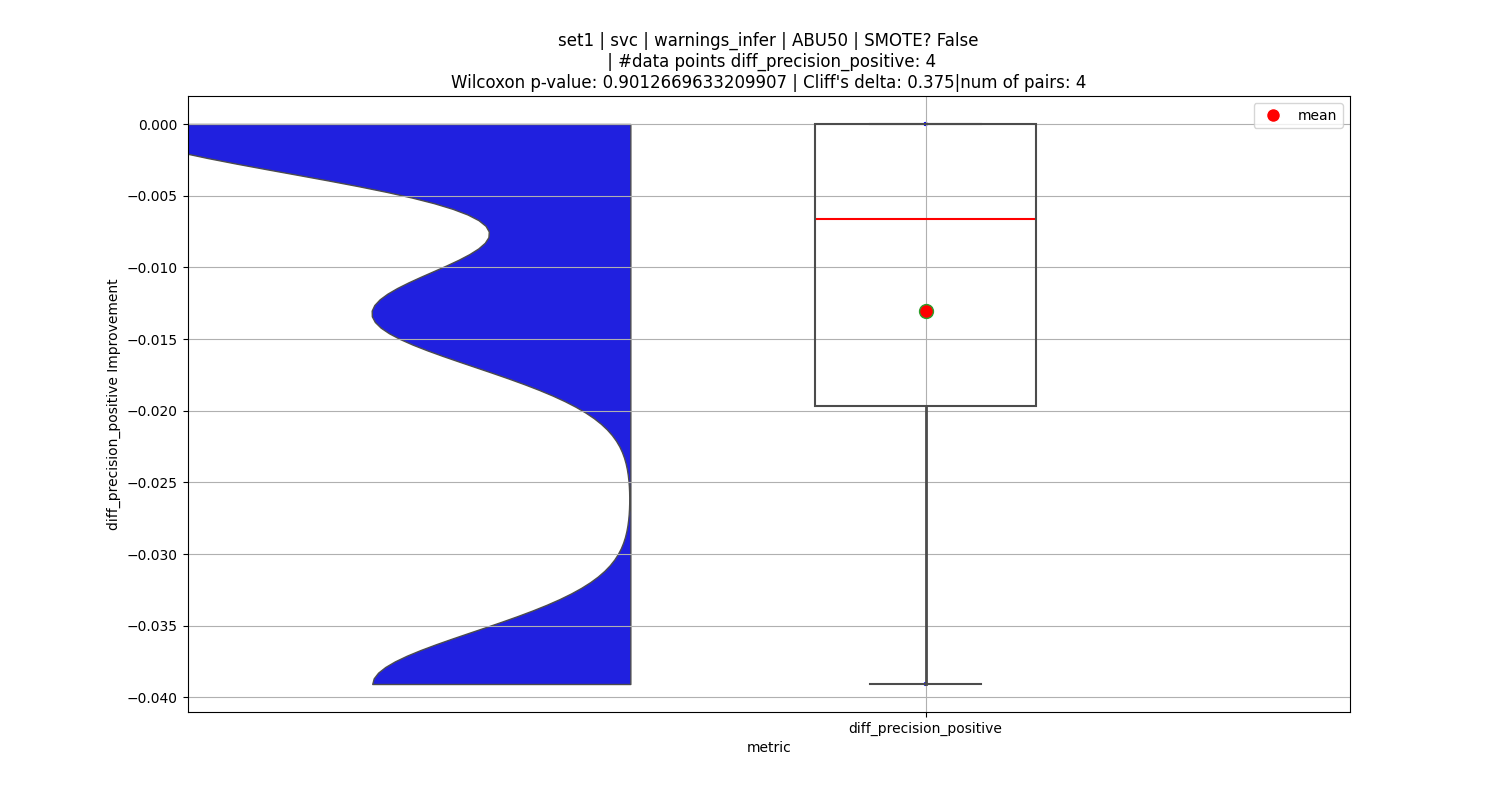 set1 | svc | warnings_infer | ABU50 | SMOTE? False
| #data points diff_precision_positive: 4
Wilcoxon p-value: 0.9012669633209907 | Cliff's delta: 0.375|num of pairs: 4
mean
0.000
−0.005
−0.010
−0.015
−0.020
−0.025
−0.030
−0.035
−0.040
diff_precision_positive Improvement
diff_precision_positive
metric